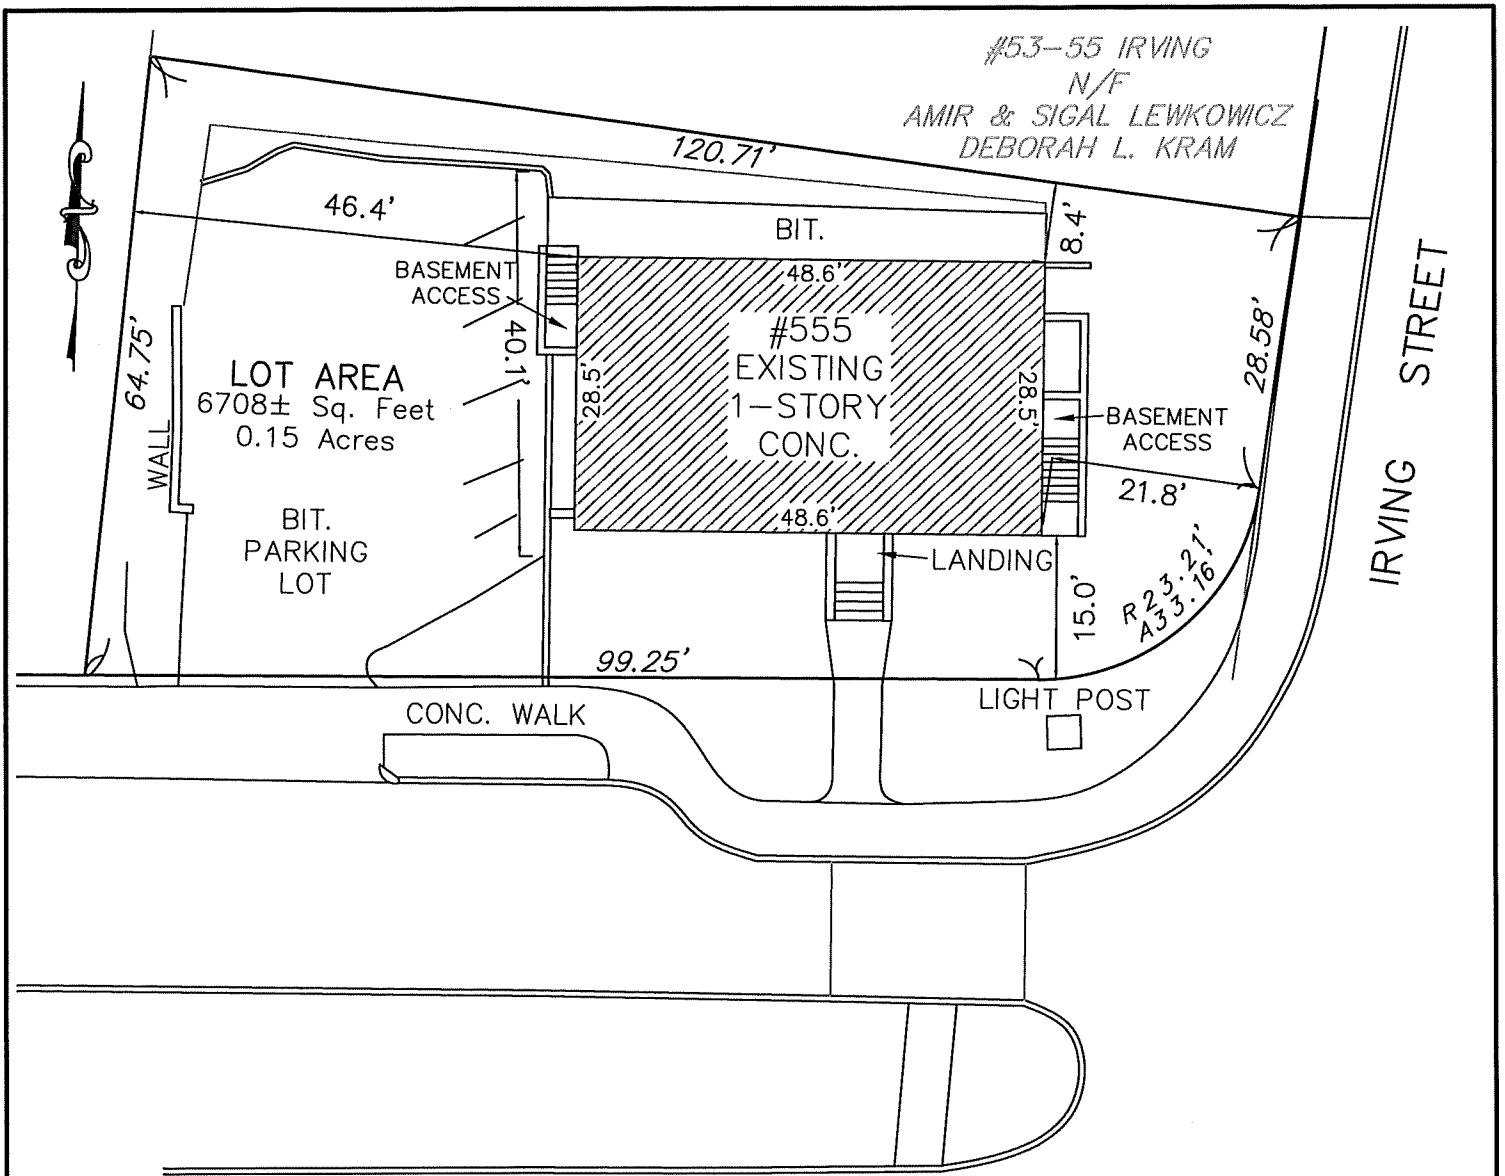 #53-55 IRVING
N/F
AMIR & SIGAL LEWKOWICZ
DEBORAH L. KRAM
120.71'
46.4'
BIT.
8.4'
BASEMENT
ACCESS
48.6'
64.75'
40.1'
28.5'
#555
EXISTING
1-STORY
CONC.
28.5'
28.58'
IRVING STREET
LOT AREA
6708± Sq. Feet
0.15 Acres
WALL
BASEMENT
ACCESS
21.8'
BIT.
PARKING
LOT
48.6'
LANDING
15.0'
R23.21'
A33.16'
99.25'
LIGHT POST
CONC. WALK